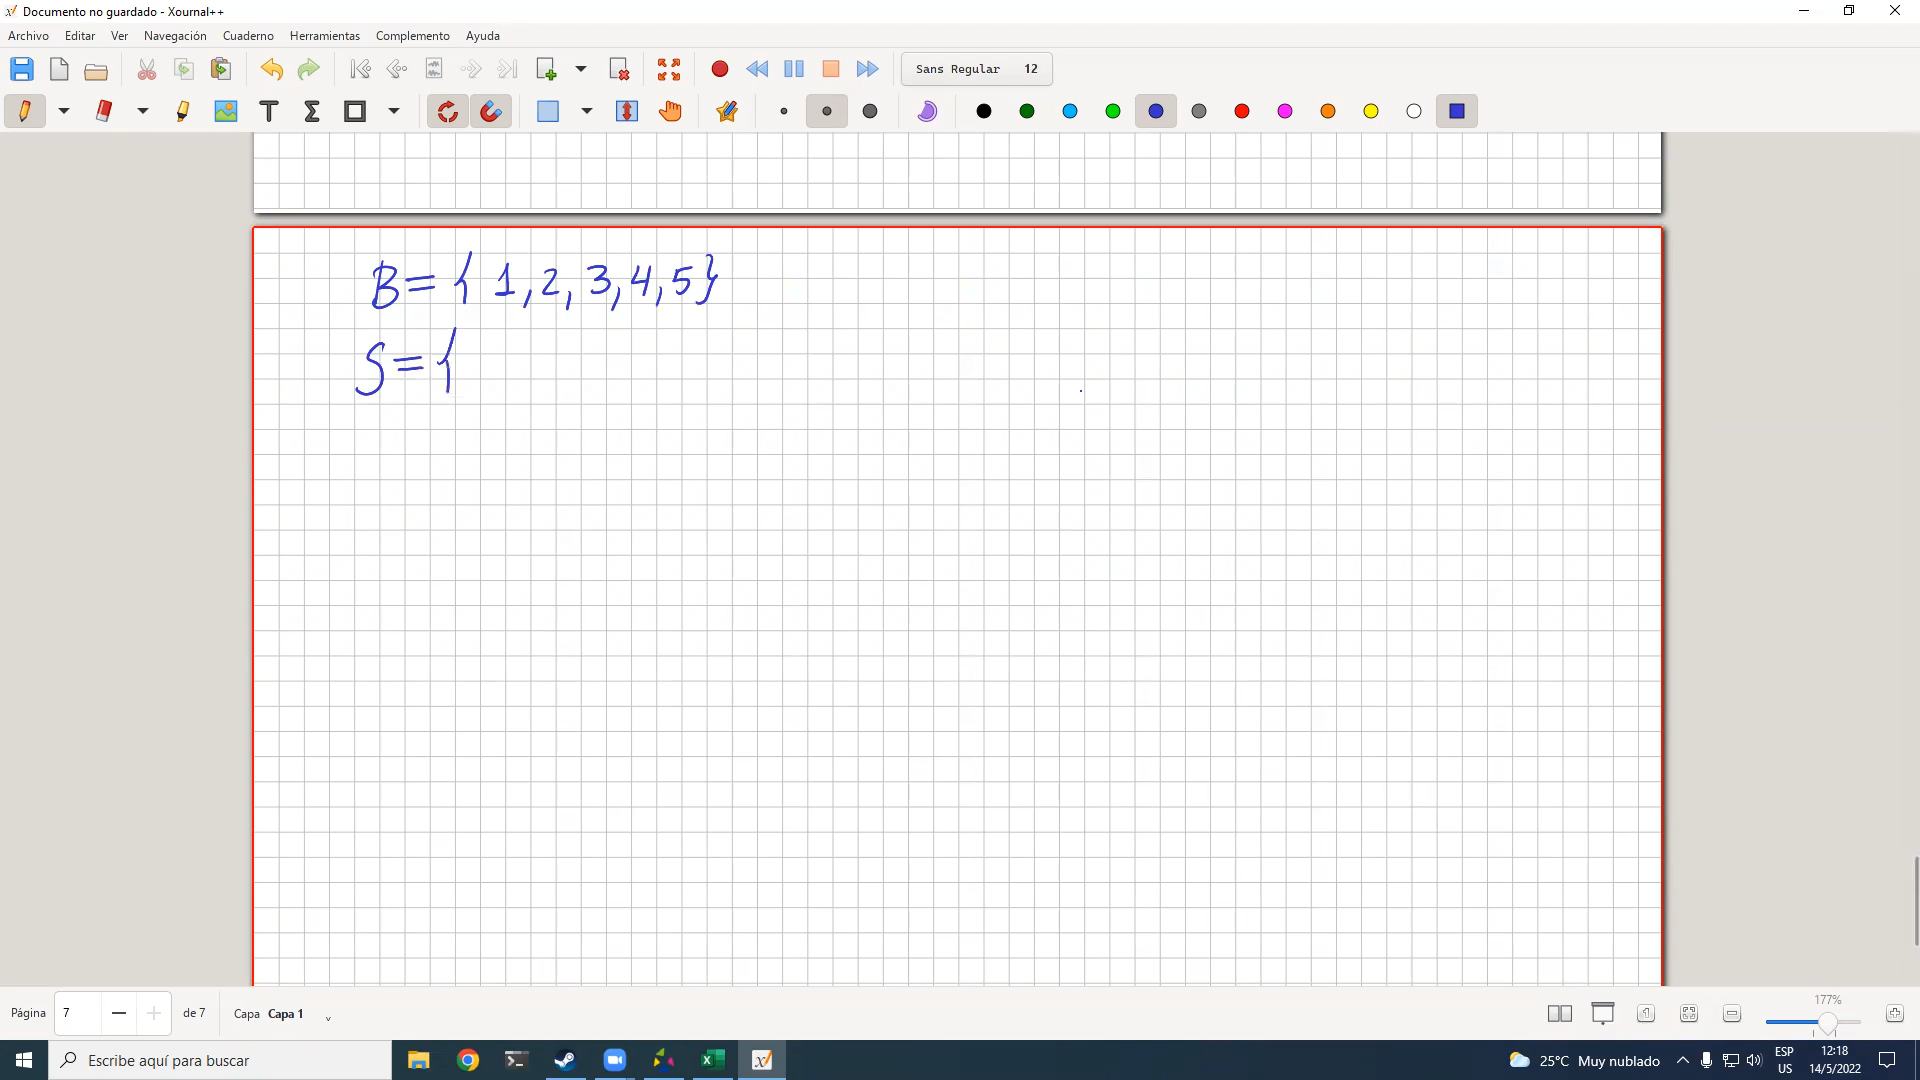 Documento no guardado - Xournal++
Archivo Editar Ver Navegación Cuaderno Herramientas Complemento Ayuda
Sans Regular 12
B = { 1, 2, 3, 4, 5}
S = {
177%
Página 7 de 7 Capa Capa 1
Escribe aquí para buscar
25°C Muy nublado
ESP
US
12:18
14/5/2022